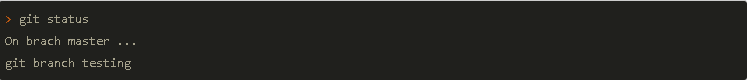 > git status
On brach master ...
git branch testing